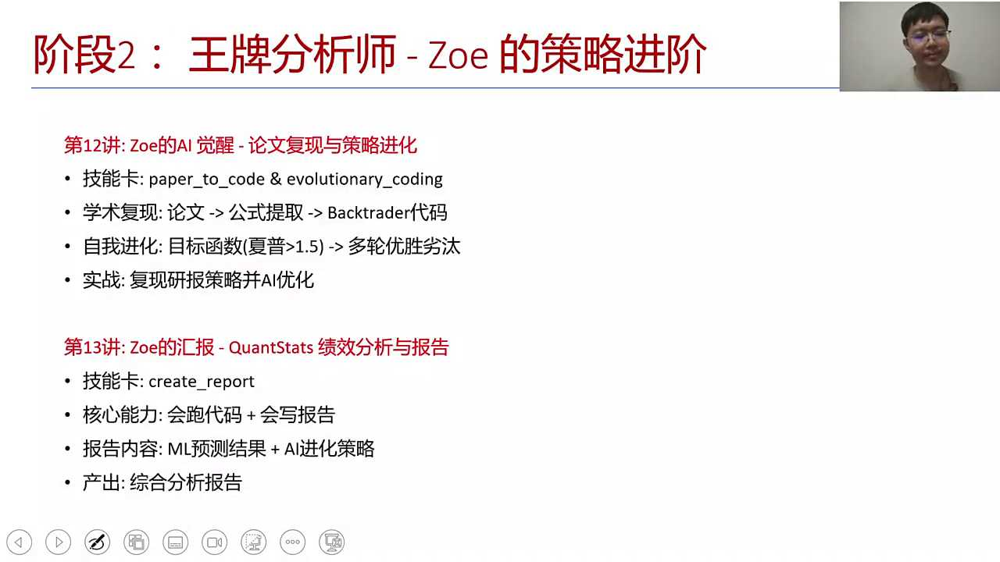 阶段2： 王牌分析师 - Zoe 的策略进阶
第12讲: Zoe的AI 觉醒 - 论文复现与策略进化
• 技能卡: paper_to_code & evolutionary_coding
• 学术复现: 论文 -> 公式提取 -> Backtrader代码
• 自我进化: 目标函数(夏普>1.5) -> 多轮优胜劣汰
• 实战: 复现研报策略并AI优化
第13讲: Zoe的汇报 - QuantStats 绩效分析与报告
• 技能卡: create_report
• 核心能力: 会跑代码 + 会写报告
• 报告内容: ML预测结果 + AI进化策略
• 产出: 综合分析报告